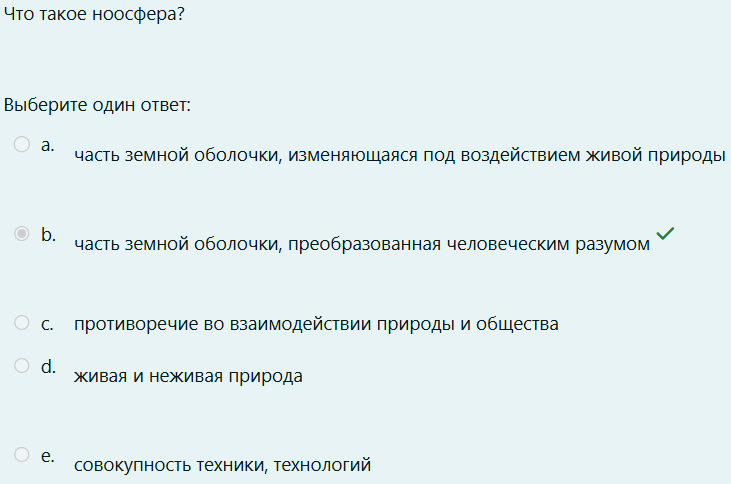 Что такое ноосфера?
Выберите один ответ:
a. часть земной оболочки, изменяющаяся под воздействием живой природы
b. часть земной оболочки, преобразованная человеческим разумом
c. противоречие во взаимодействии природы и общества
d. живая и неживая природа
e. совокупность техники, технологий